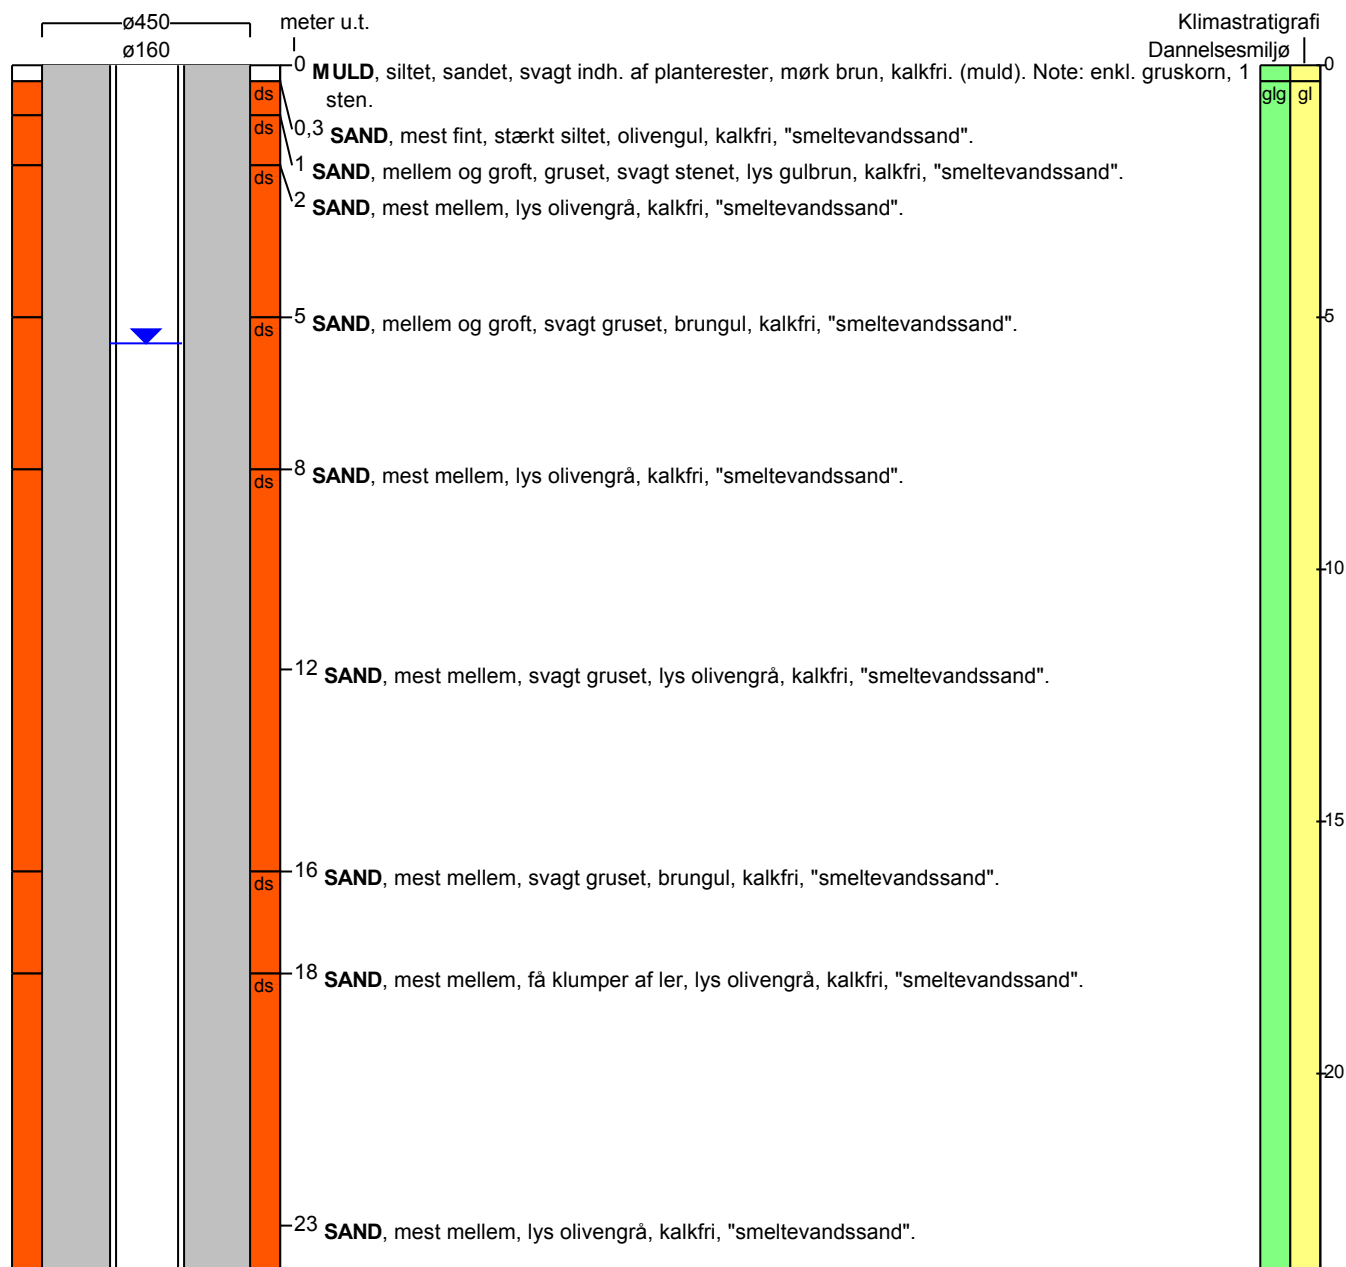 ø450 meter u.t. Klimastratigrafi
ø160 Dannelsesmiljø
0 MULD, siltet, sandet, svagt indh. af planterester, mørk brun, kalkfri. (muld). Note: enkl. gruskorn, 1 0
ds sten. glg gl
ds 0,3 SAND, mest fint, stærkt siltet, olivengul, kalkfri, "smeltevandssand".
1 SAND, mellem og groft, gruset, svagt stenet, lys gulbrun, kalkfri, "smeltevandssand".
ds 2 SAND, mest mellem, lys olivengrå, kalkfri, "smeltevandssand".
ds 5 SAND, mellem og groft, svagt gruset, brungul, kalkfri, "smeltevandssand". 5
ds 8 SAND, mest mellem, lys olivengrå, kalkfri, "smeltevandssand".
10
12 SAND, mest mellem, svagt gruset, lys olivengrå, kalkfri, "smeltevandssand".
15
ds 16 SAND, mest mellem, svagt gruset, brungul, kalkfri, "smeltevandssand".
ds 18 SAND, mest mellem, få klumper af ler, lys olivengrå, kalkfri, "smeltevandssand".
20
23 SAND, mest mellem, lys olivengrå, kalkfri, "smeltevandssand".